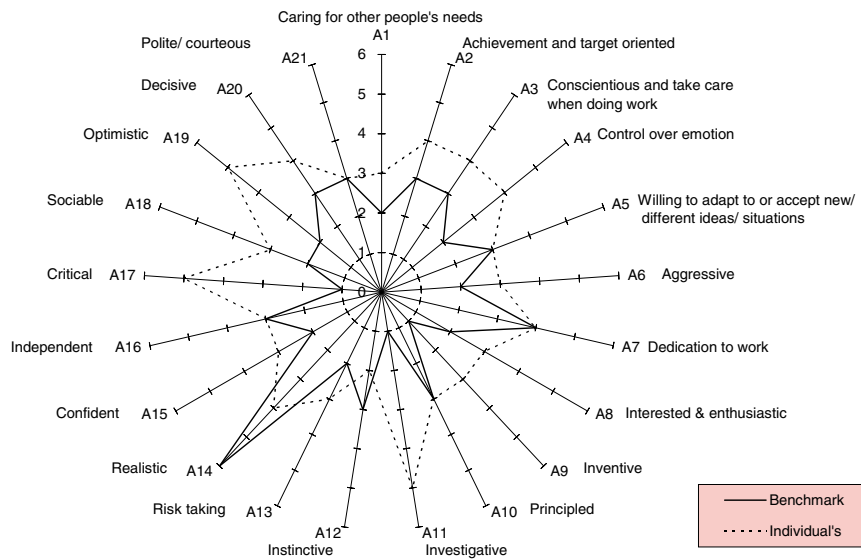 Caring for other people's needs
A1
Achievement and target oriented
A2
Conscientious and take care
when doing work
A3
Control over emotion
A4
Willing to adapt to or accept new/
different ideas/ situations
A5
Aggressive
A6
Dedication to work
A7
Interested & enthusiastic
A8
Inventive
A9
Principled
A10
Investigative
A11
Instinctive
A12
Risk taking
A13
Realistic
A14
Confident
A15
Independent
A16
Critical
A17
Sociable
A18
Optimistic
A19
Decisive
A20
Polite/ courteous
A21
6
5
4
3
2
1
0
Benchmark
Individual's